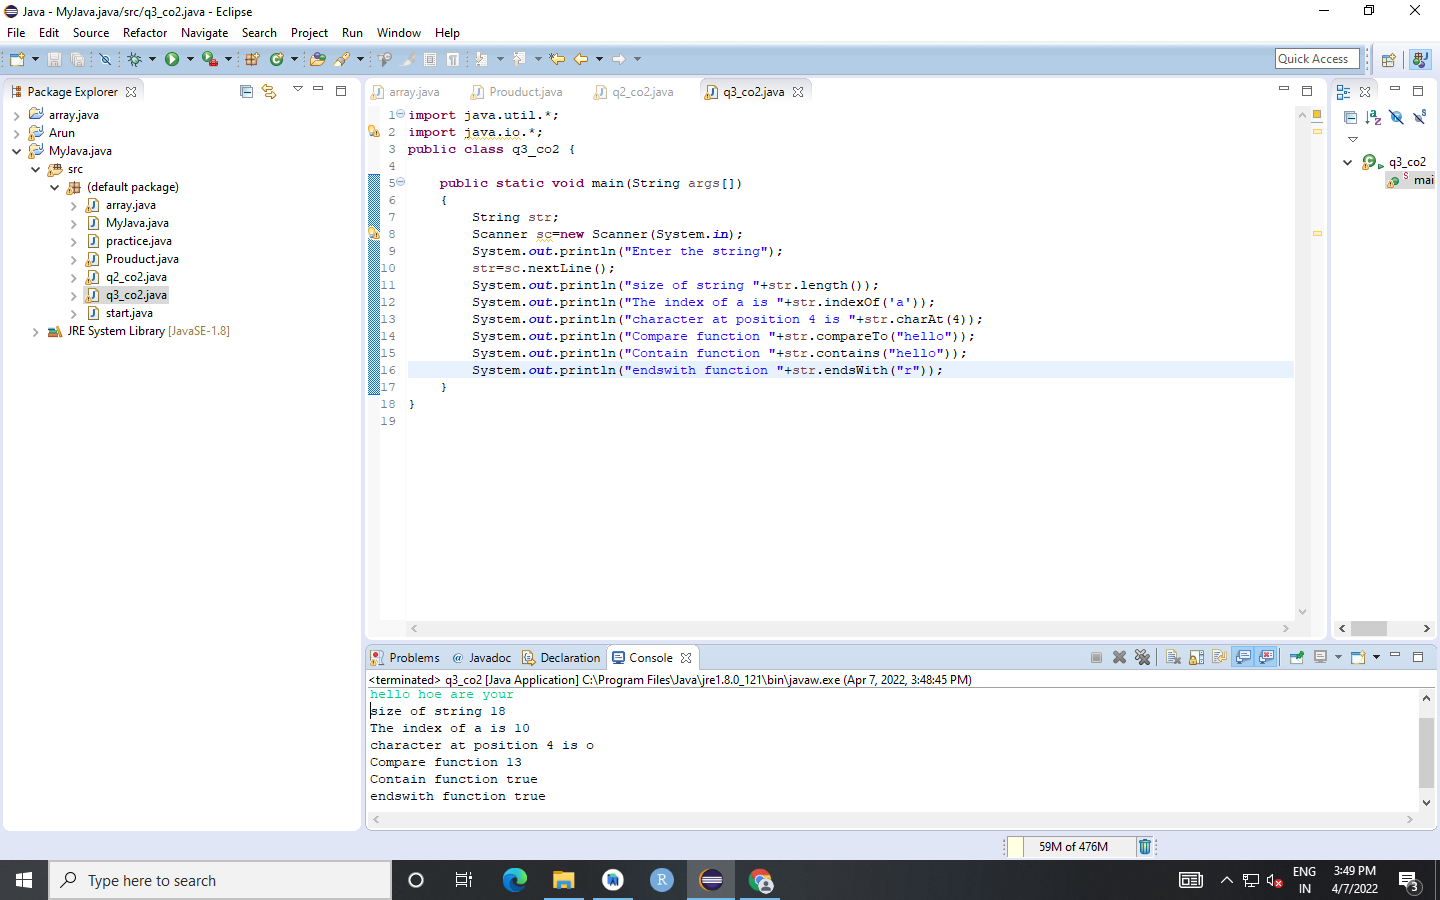 Java - MyJava.java/src/q3_co2.java - Eclipse
File Edit Source Refactor Navigate Search Project Run Window Help
Quick Access
Package Explorer
array.java
Arun
MyJava.java
src
(default package)
array.java
MyJava.java
practice.java
Prouduct.java
q2_co2.java
q3_co2.java
start.java
JRE System Library [JavaSE-1.8]
array.java Prouduct.java q2_co2.java q3_co2.java
1 import java.util.*;
2 import java.io.*;
3 public class q3_co2 {
4
5 public static void main(String args[])
6 {
7 String str;
8 Scanner sc=new Scanner(System.in);
9 System.out.println("Enter the string");
10 str=sc.nextLine();
11 System.out.println("size of string "+str.length());
12 System.out.println("The index of a is "+str.indexOf('a'));
13 System.out.println("character at position 4 is "+str.charAt(4));
14 System.out.println("Compare function "+str.compareTo("hello"));
15 System.out.println("Contain function "+str.contains("hello"));
16 System.out.println("endswith function "+str.endsWith("r"));
17 }
18 }
19
q3_co2
mai
Problems @ Javadoc Declaration Console
<terminated> q3_co2 [Java Application] C:\Program Files\Java\jre1.8.0_121\bin\javaw.exe (Apr 7, 2022, 3:48:45 PM)
hello hoe are your
size of string 18
The index of a is 10
character at position 4 is o
Compare function 13
Contain function true
endswith function true
59M of 476M
Type here to search
R
ENG
IN
3:49 PM
4/7/2022
3